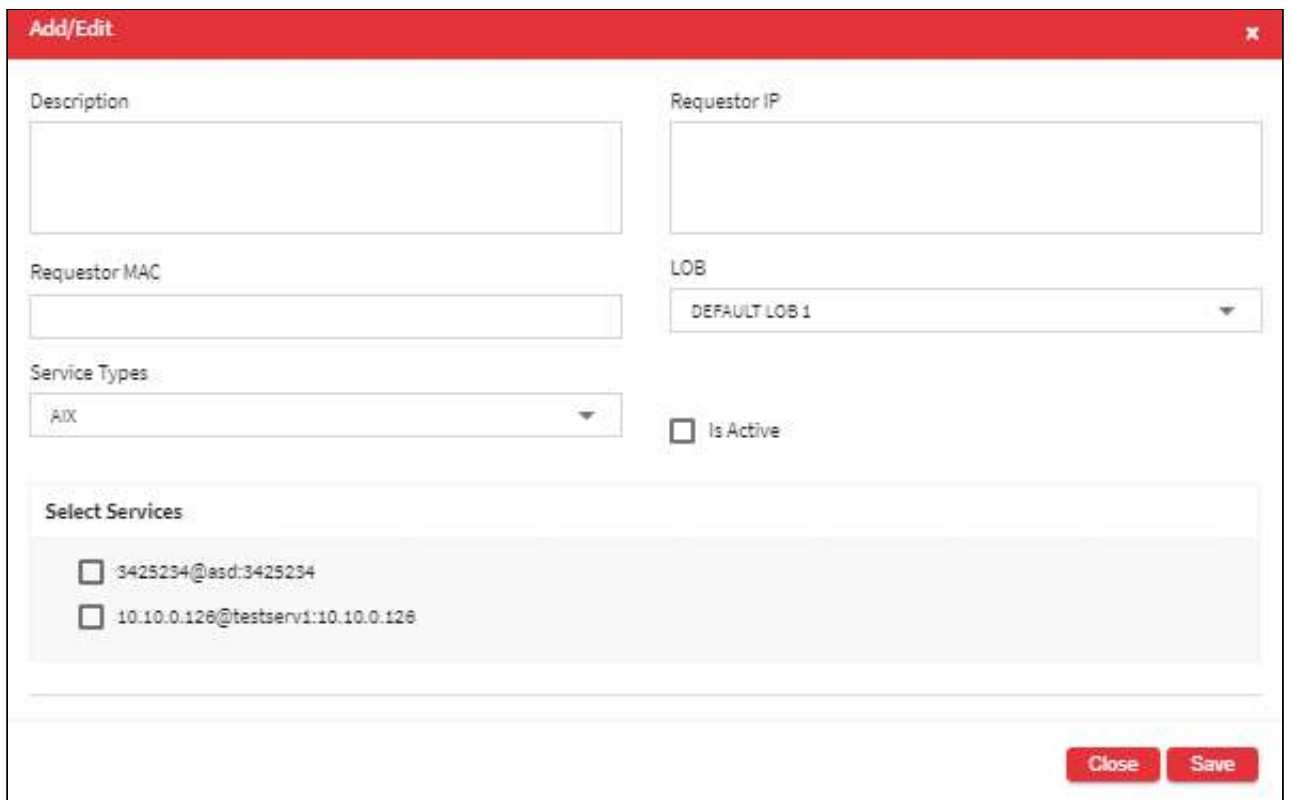 Add/Edit
Description
Requestor IP
Requestor MAC
LOB
DEFAULT LOB 1
Service Types
AIX
Is Active
Select Services
3425234@asd:3425234
10.10.0.126@testserv1:10.10.0.126
Close Save